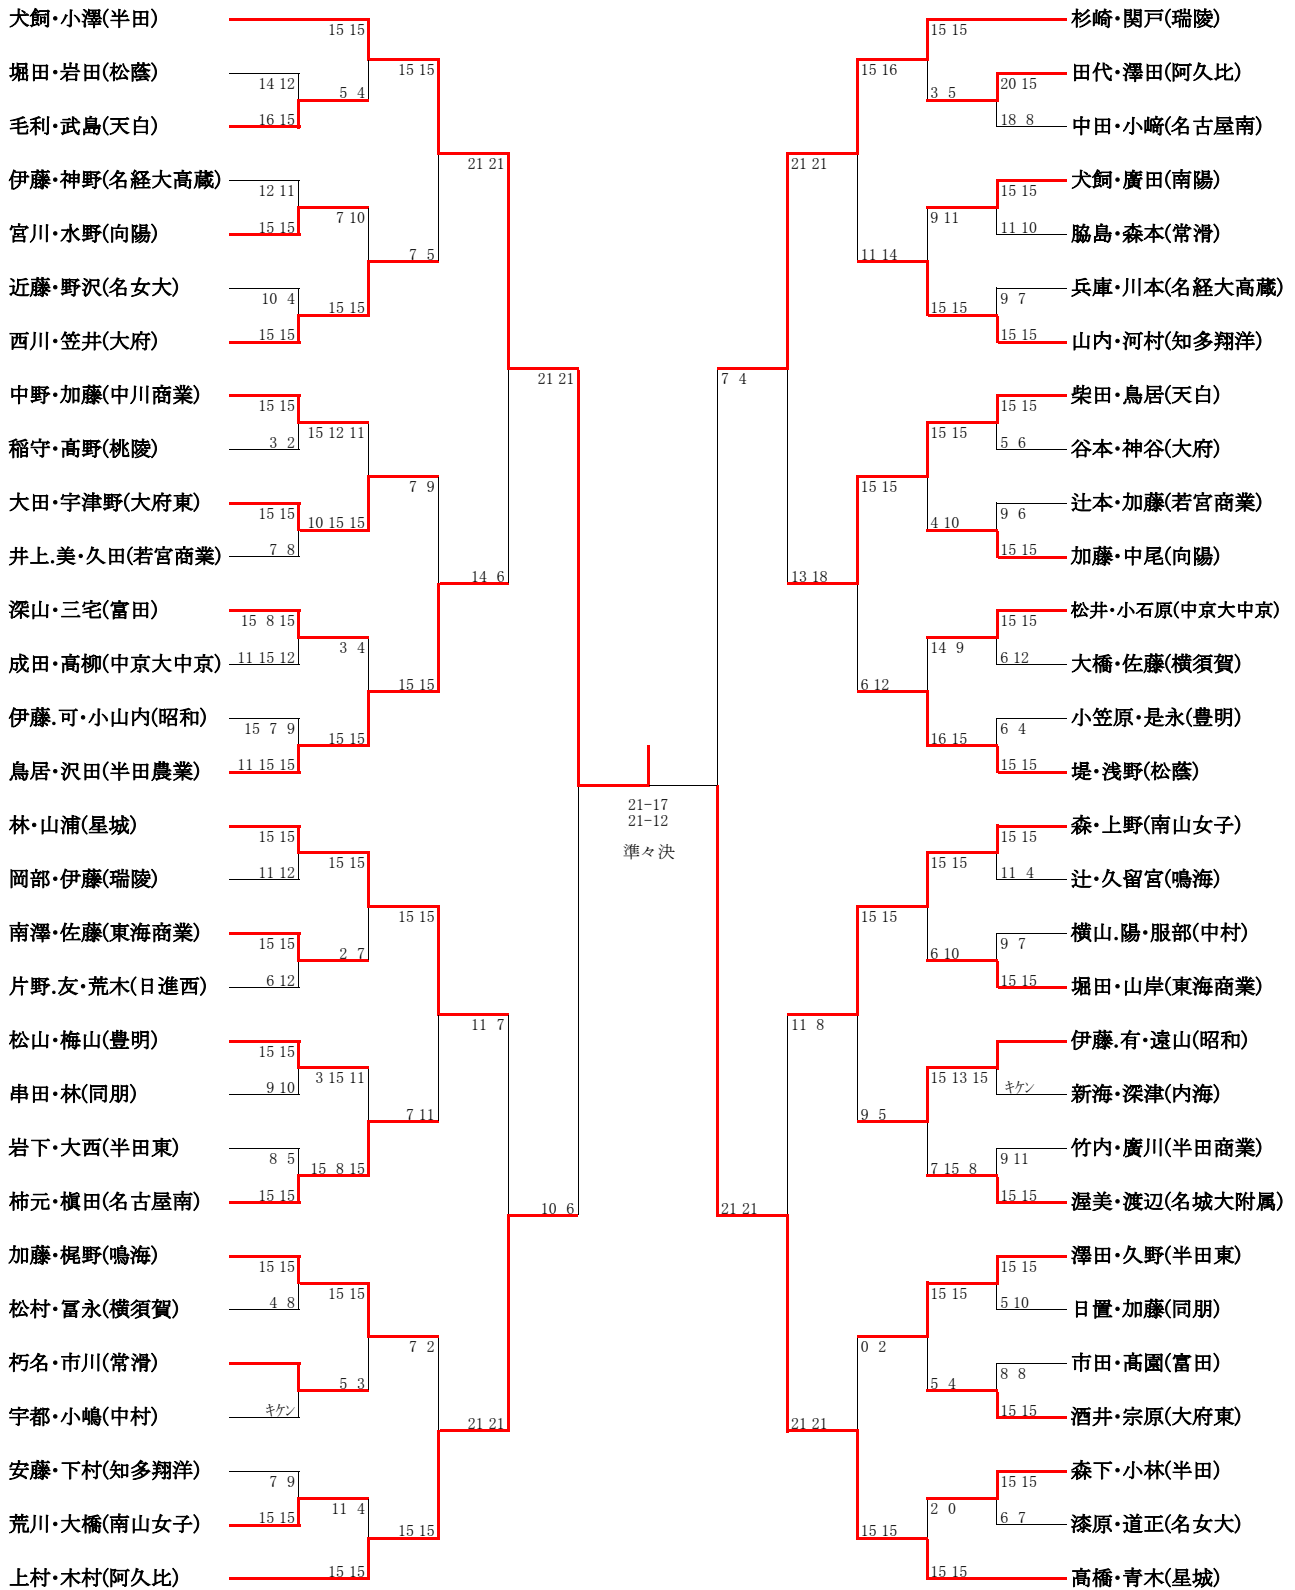 犬飼・小澤(半田)
15 15
堀田・岩田(松蔭)
14 12
15 15
5 4
毛利・武島(天白)
16 15
21 21
伊藤・神野(名経大高蔵)
12 11
7 10
宮川・水野(向陽)
15 15
7 5
近藤・野沢(名女大)
10 4
15 15
西川・笠井(大府)
15 15
21 21
中野・加藤(中川商業)
15 15
15 12 11
稲守・高野(桃陵)
3 2
7 9
大田・宇津野(大府東)
15 15
10 15 15
井上.美・久田(若宮商業)
7 8
14 6
深山・三宅(富田)
15 8 15
3 4
成田・高柳(中京大中京)
11 15 12
15 15
伊藤.可・小山内(昭和)
15 7 9
15 15
鳥居・沢田(半田農業)
11 15 15
林・山浦(星城)
15 15
15 15
岡部・伊藤(瑞陵)
11 12
15 15
南澤・佐藤(東海商業)
15 15
2 7
片野.友・荒木(日進西)
6 12
11 7
松山・梅山(豊明)
15 15
3 15 11
串田・林(同朋)
9 10
7 11
岩下・大西(半田東)
8 5
15 8 15
柿元・槇田(名古屋南)
15 15
10 6
加藤・梶野(鳴海)
15 15
15 15
松村・冨永(横須賀)
4 8
7 2
朽名・市川(常滑)
5 3
宇都・小嶋(中村)
キケン
21 21
安藤・下村(知多翔洋)
7 9
11 4
荒川・大橋(南山女子)
15 15
15 15
上村・木村(阿久比)
15 15
21-17
21-12
準々決
杉崎・関戸(瑞陵)
15 15
田代・澤田(阿久比)
20 15
15 16
3 5
中田・小﨑(名古屋南)
18 8
21 21
犬飼・廣田(南陽)
15 15
9 11
脇島・森本(常滑)
11 10
11 14
兵庫・川本(名経大高蔵)
9 7
15 15
山内・河村(知多翔洋)
15 15
7 4
柴田・鳥居(天白)
15 15
15 15
谷本・神谷(大府)
5 6
15 15
辻本・加藤(若宮商業)
9 6
4 10
加藤・中尾(向陽)
15 15
13 18
松井・小石原(中京大中京)
15 15
14 9
大橋・佐藤(横須賀)
6 12
6 12
小笠原・是永(豊明)
6 4
16 15
堤・浅野(松蔭)
15 15
森・上野(南山女子)
15 15
15 15
辻・久留宮(鳴海)
11 4
15 15
横山.陽・服部(中村)
9 7
6 10
堀田・山岸(東海商業)
15 15
11 8
伊藤.有・遠山(昭和)
15 13 15
新海・深津(内海)
キケン
9 5
竹内・廣川(半田商業)
9 11
7 15 8
渥美・渡辺(名城大附属)
15 15
21 21
澤田・久野(半田東)
15 15
15 15
日置・加藤(同朋)
5 10
0 2
市田・高園(富田)
8 8
5 4
酒井・宗原(大府東)
15 15
21 21
森下・小林(半田)
15 15
2 0
漆原・道正(名女大)
6 7
15 15
高橋・青木(星城)
15 15